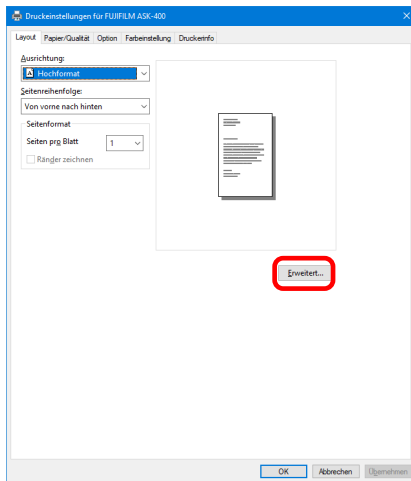 Druckeinstellungen für FUJIFILM ASK-400
Layout Papier/Qualität Option Farbeinstellung Druckerinfo
Ausrichtung:
Hochformat
Seitenreihenfolge:
Von vorne nach hinten
Seitenformat
Seiten pro Blatt 1
Ränder zeichnen
Erweitert...
OK Abbrechen Übernehmen